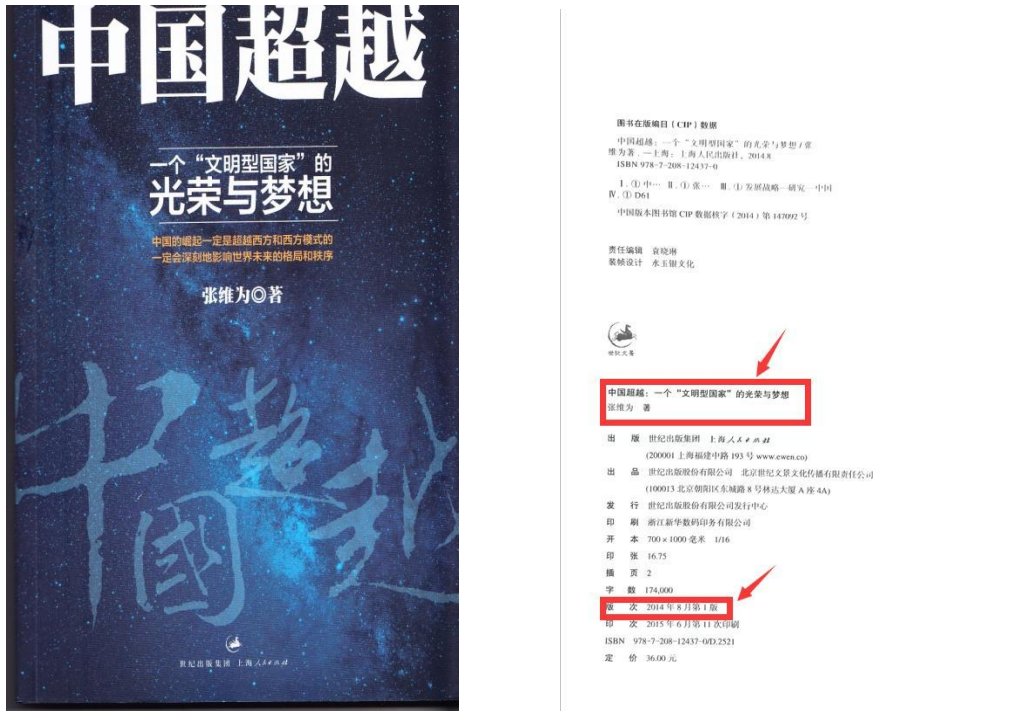 中国超越
一个“文明型国家”的
光荣与梦想
中国的崛起一定是超越西方和西方模式的
一定会深刻地影响世界未来的格局和秩序
张维为◎著
中國超越
世纪出版集团 上海人民出版社
图书在版编目(CIP)数据
中国超越:一个“文明型国家”的光荣与梦想/张
维为著.—上海:上海人民出版社,2014.8
ISBN 978-7-208-12437-0
Ⅰ.①中… Ⅱ.①张… Ⅲ.①发展战略—研究—中国
Ⅳ.①D61
中国版本图书馆CIP数据核字(2014)第147092号
责任编辑 袁晓琳
装帧设计 水玉银文化
世纪文景
中国超越:一个“文明型国家”的光荣与梦想
张维为 著
出 版 世纪出版集团 上海人民出版社
(200001 上海福建中路193号 www.ewen.co)
出 品 世纪出版股份有限公司 北京世纪文景文化传播有限责任公司
(100013 北京朝阳区东城路8号林达大厦A座4A)
发 行 世纪出版股份有限公司发行中心
印 刷 浙江新华数码印务有限公司
开 本 700×1000毫米 1/16
印 张 16.75
插 页 2
字 数 174,000
版 次 2014年8月第1版
印 次 2015年6月第11次印刷
ISBN 978-7-208-12437-0/D.2521
定 价 36.00元